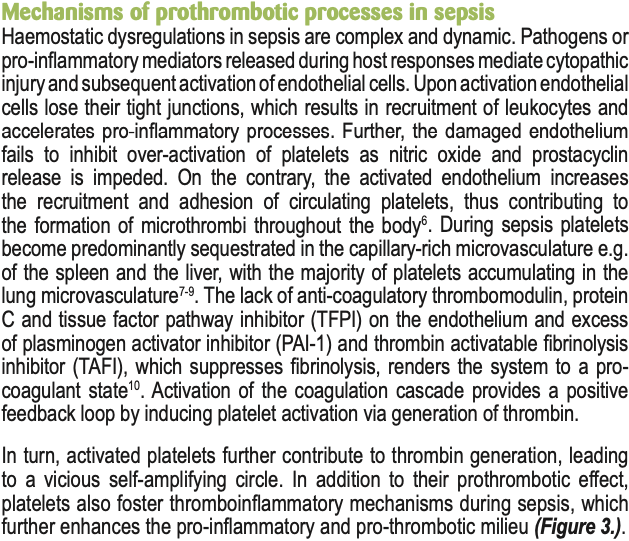 Mechanisms of prothrombotic processes in sepsis
Haemostatic dysregulations in sepsis are complex and dynamic. Pathogens or
pro-inflammatory mediators released during host responses mediate cytopathic
injury and subsequent activation of endothelial cells. Upon activation endothelial
cells lose their tight junctions, which results in recruitment of leukocytes and
accelerates pro-inflammatory processes. Further, the damaged endothelium
fails to inhibit over-activation of platelets as nitric oxide and prostacyclin
release is impeded. On the contrary, the activated endothelium increases
the recruitment and adhesion of circulating platelets, thus contributing to
the formation of microthrombi throughout the body⁶. During sepsis platelets
become predominantly sequestrated in the capillary-rich microvasculature e.g.
of the spleen and the liver, with the majority of platelets accumulating in the
lung microvasculature⁷⁻⁹. The lack of anti-coagulatory thrombomodulin, protein
C and tissue factor pathway inhibitor (TFPI) on the endothelium and excess
of plasminogen activator inhibitor (PAI-1) and thrombin activatable fibrinolysis
inhibitor (TAFI), which suppresses fibrinolysis, renders the system to a pro-
coagulant state¹⁰. Activation of the coagulation cascade provides a positive
feedback loop by inducing platelet activation via generation of thrombin.
In turn, activated platelets further contribute to thrombin generation, leading
to a vicious self-amplifying circle. In addition to their prothrombotic effect,
platelets also foster thromboinflammatory mechanisms during sepsis, which
further enhances the pro-inflammatory and pro-thrombotic milieu (Figure 3.).